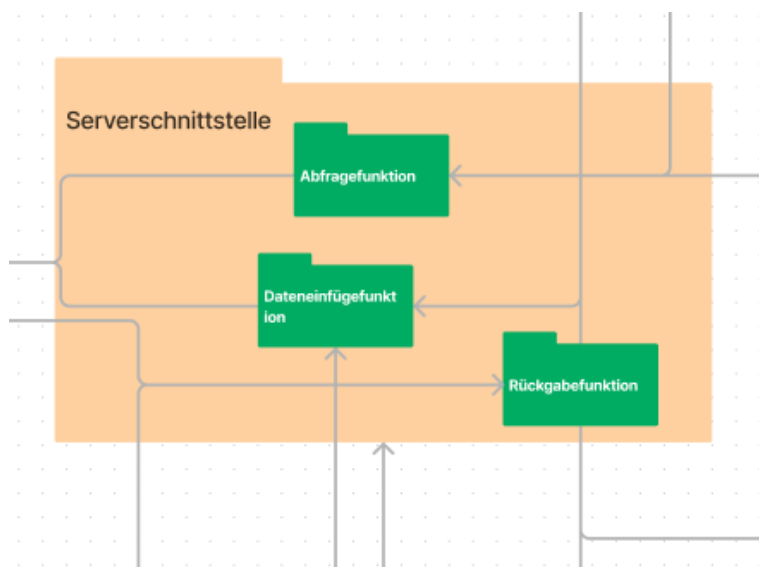 Serverschnittstelle
Abfragefunktion
Dateneinfügefunkt
ion
Rückgabefunktion